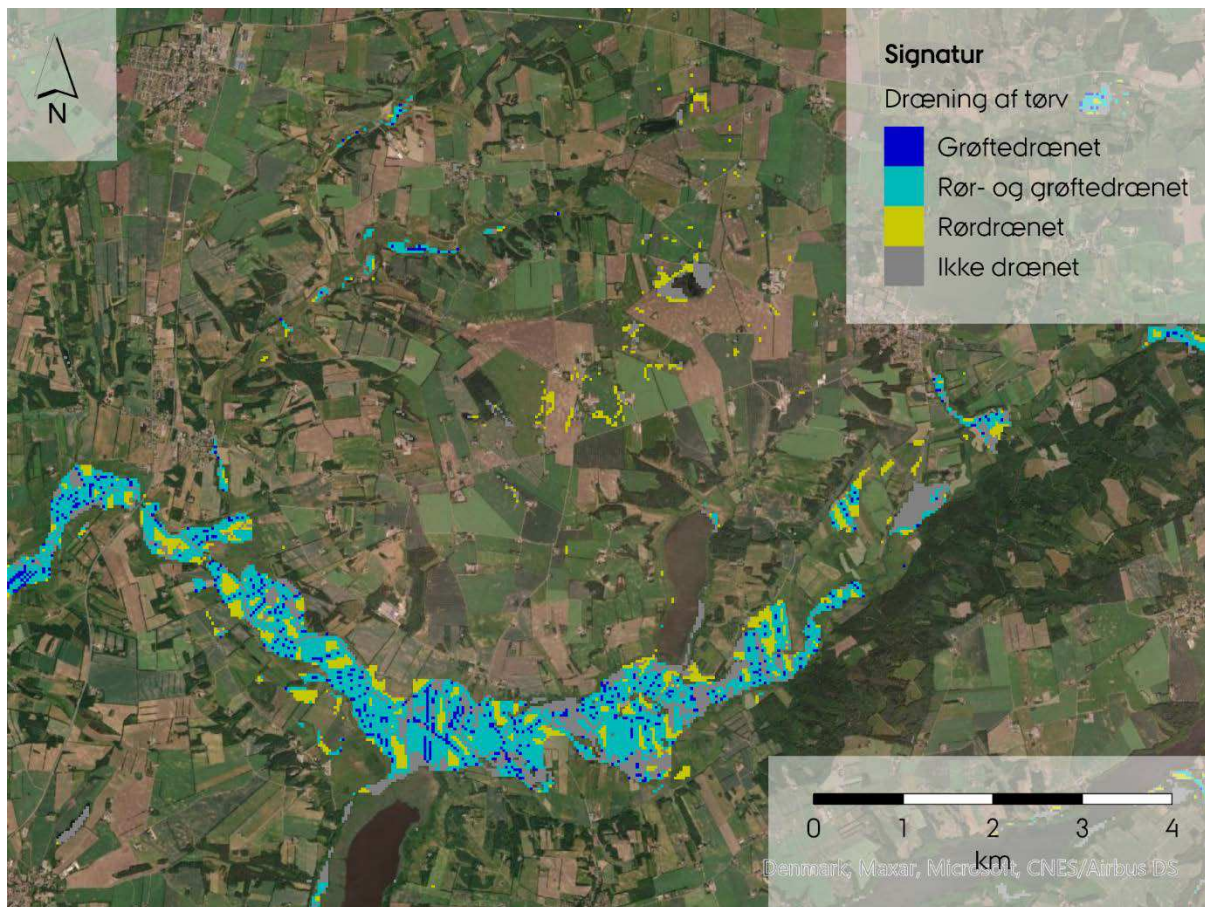 N
Signatur
Dræning af tørv
Grøftedrænet
Rør- og grøftedrænet
Rørdrænet
Ikke drænet
0 1 2 3 4
km
Denmark, Maxar, Microsoft, CNES/Airbus DS